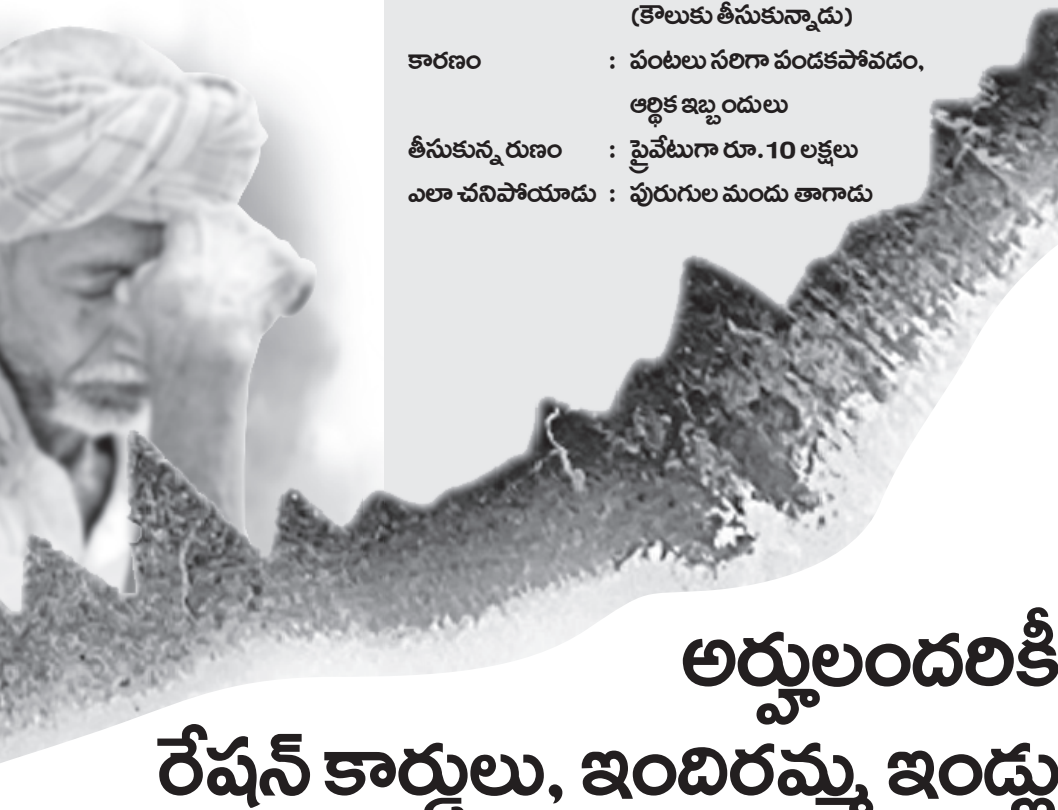 (కౌలుకు తీసుకున్నాడు)
కారణం : పంటలు సరిగా పండకపోవడం,
ఆర్థిక ఇబ్బందులు
తీసుకున్న రుణం : ప్రైవేటుగా రూ.10 లక్షలు
ఎలా చనిపోయాడు : పురుగుల మందు తాగాడు
అర్హులందరికీ
రేషన్ కార్డులు, ఇందిరమ్మ ఇండ్లు